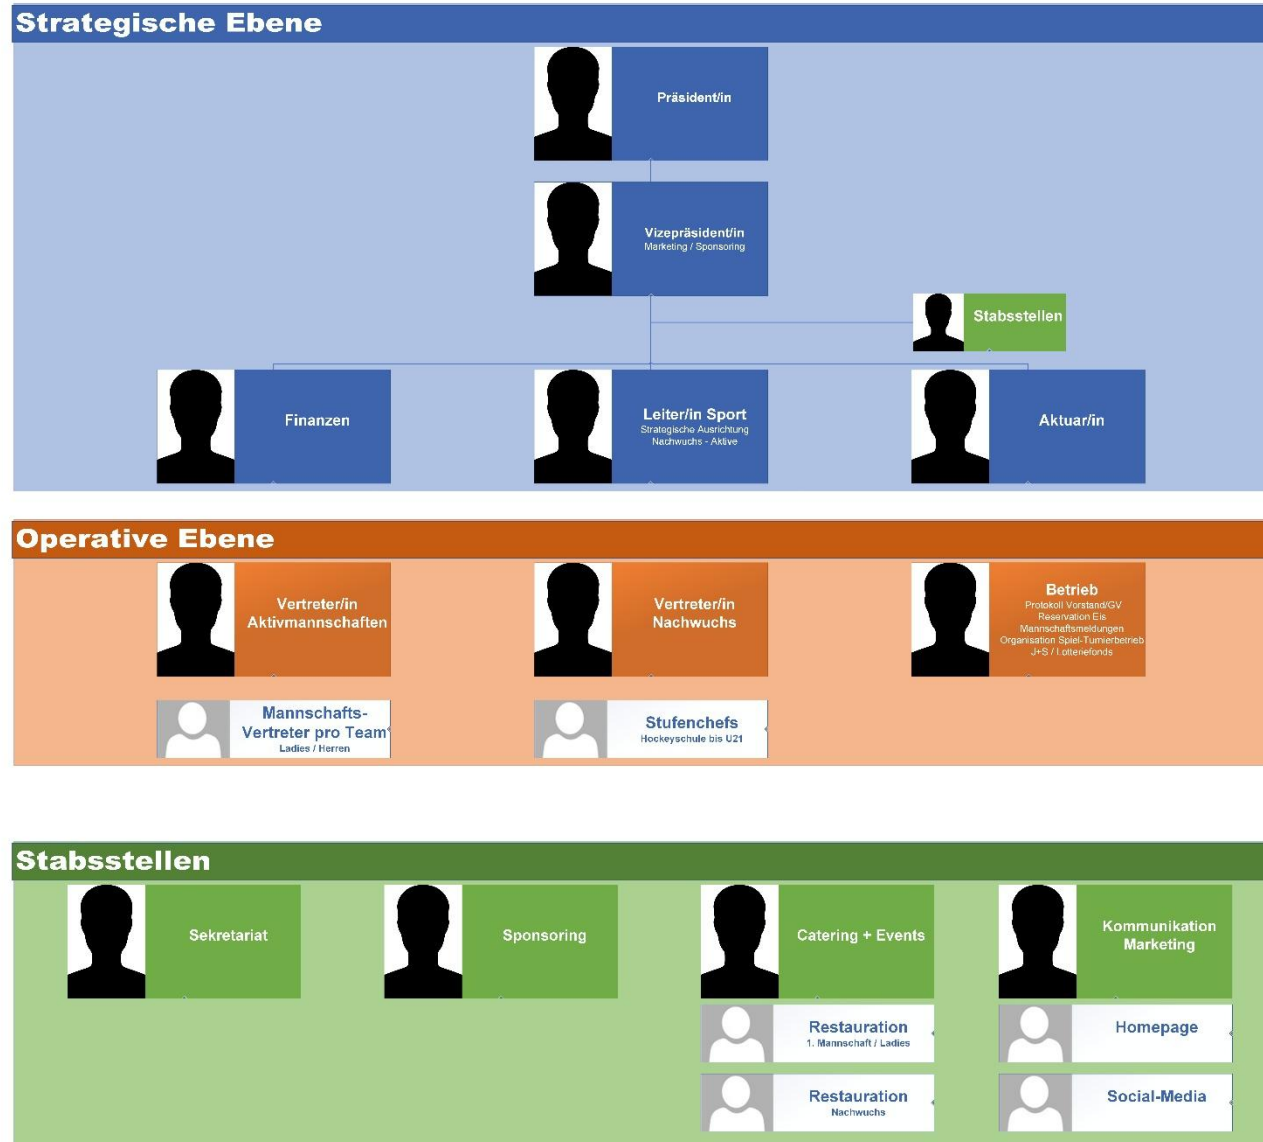 Strategische Ebene
Präsident/in
Vizepräsident/in
Marketing / Sponsoring
Stabsstellen
Finanzen
Leiter/in Sport
Strategische Ausrichtung
Nachwuchs - Aktive
Aktuar/in
Operative Ebene
Vertreter/in
Aktivmannschaften
Vertreter/in
Nachwuchs
Betrieb
Protokoll Vorstand/GV
Reservation Eis
Mannschaftsmeldungen
Organisation Spiel-Turnierbetrieb
J+S / Lotteriefonds
Mannschafts-
Vertreter pro Team
Ladies / Herren
Stufenchefs
Hockeyschule bis U21
Stabsstellen
Sekretariat
Sponsoring
Catering + Events
Kommunikation
Marketing
Restauration
1. Mannschaft / Ladies
Homepage
Restauration
Nachwuchs
Social-Media